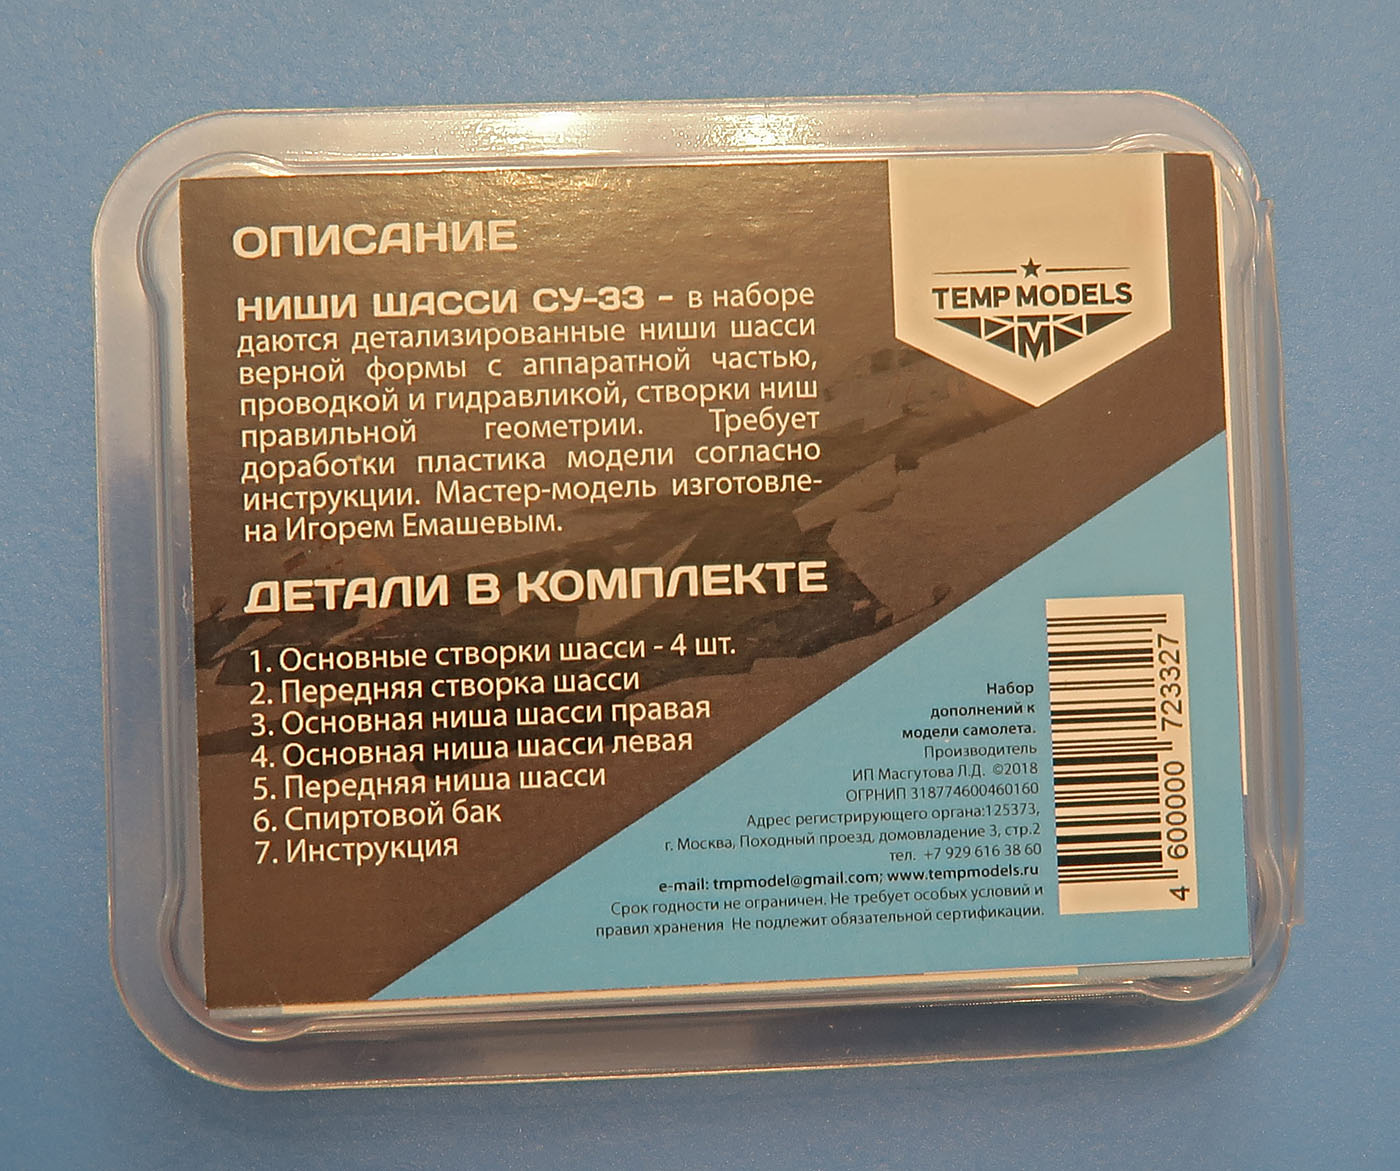 ОПИСАНИЕ
НИШИ ШАССИ СУ-33 - в наборе
даются детализированные ниши шасси
верной формы с аппаратной частью,
проводкой и гидравликой, створки ниш
правильной геометрии. Требует
доработки пластика модели согласно
инструкции. Мастер-модель изготовле-
на Игорем Емашевым.
ДЕТАЛИ В КОМПЛЕКТЕ
1. Основные створки шасси - 4 шт.
2. Передняя створка шасси
3. Основная ниша шасси правая
4. Основная ниша шасси левая
5. Передняя ниша шасси
6. Спиртовой бак
7. Инструкция
TEMP MODELS
M
Набор
дополнений к
модели самолета.
Производитель
ИП Масгутова Л.Д. ©2018
ОГРНИП 318774600460160
Адрес регистрирующего органа:125373,
г. Москва, Походный проезд, домовладение 3, стр.2
тел. +7 929 616 38 60
e-mail: tmpmodel@gmail.com; www.tempmodels.ru
Срок годности не ограничен. Не требует особых условий и
правил хранения Не подлежит обязательной сертификации.
4 600000 723327